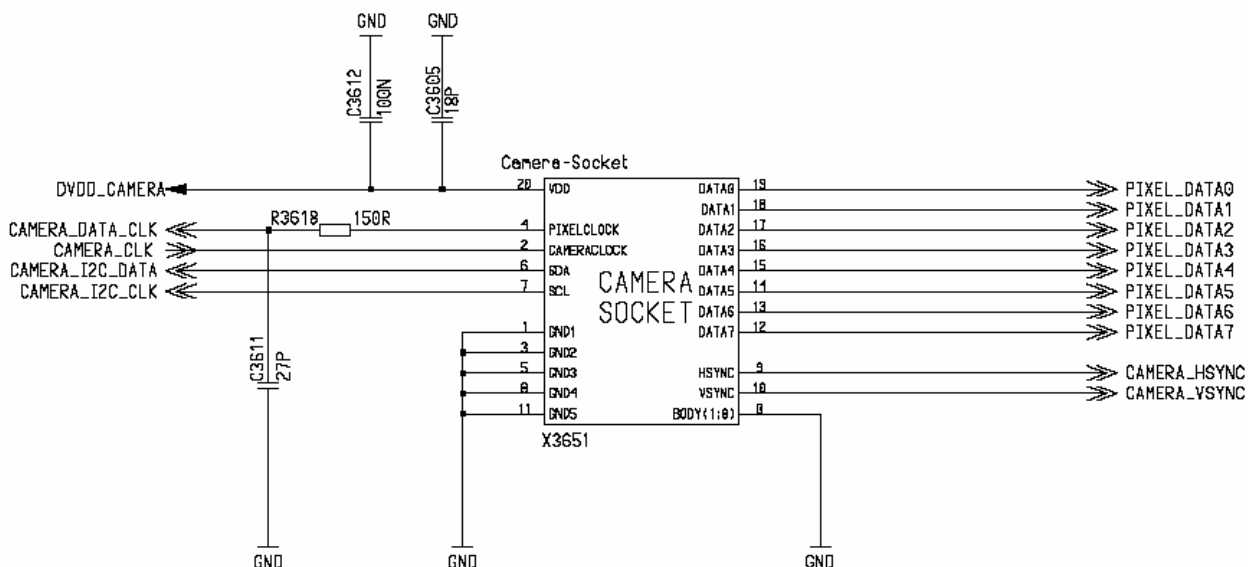 GND GND
C3612 100N
C3605 18P
Camera-Socket
DVDD_CAMERA 20 VDD DATA0 19 PIXEL_DATA0
DATA1 18 PIXEL_DATA1
CAMERA_DATA_CLK R3618 150R 4 PIXELCLOCK DATA2 17 PIXEL_DATA2
CAMERA_CLK 2 CAMERACLOCK DATA3 16 PIXEL_DATA3
CAMERA_I2C_DATA 6 SDA DATA4 15 PIXEL_DATA4
CAMERA_I2C_CLK 7 SCL DATA5 14 PIXEL_DATA5
CAMERA
SOCKET
DATA6 13 PIXEL_DATA6
1 GND1 DATA7 12 PIXEL_DATA7
3 GND2
C3611 27P
5 GND3 HSYNC 9 CAMERA_HSYNC
8 GND4 VSYNC 10 CAMERA_VSYNC
11 GND5 BODY(1:8) 0
X3651
GND GND GND